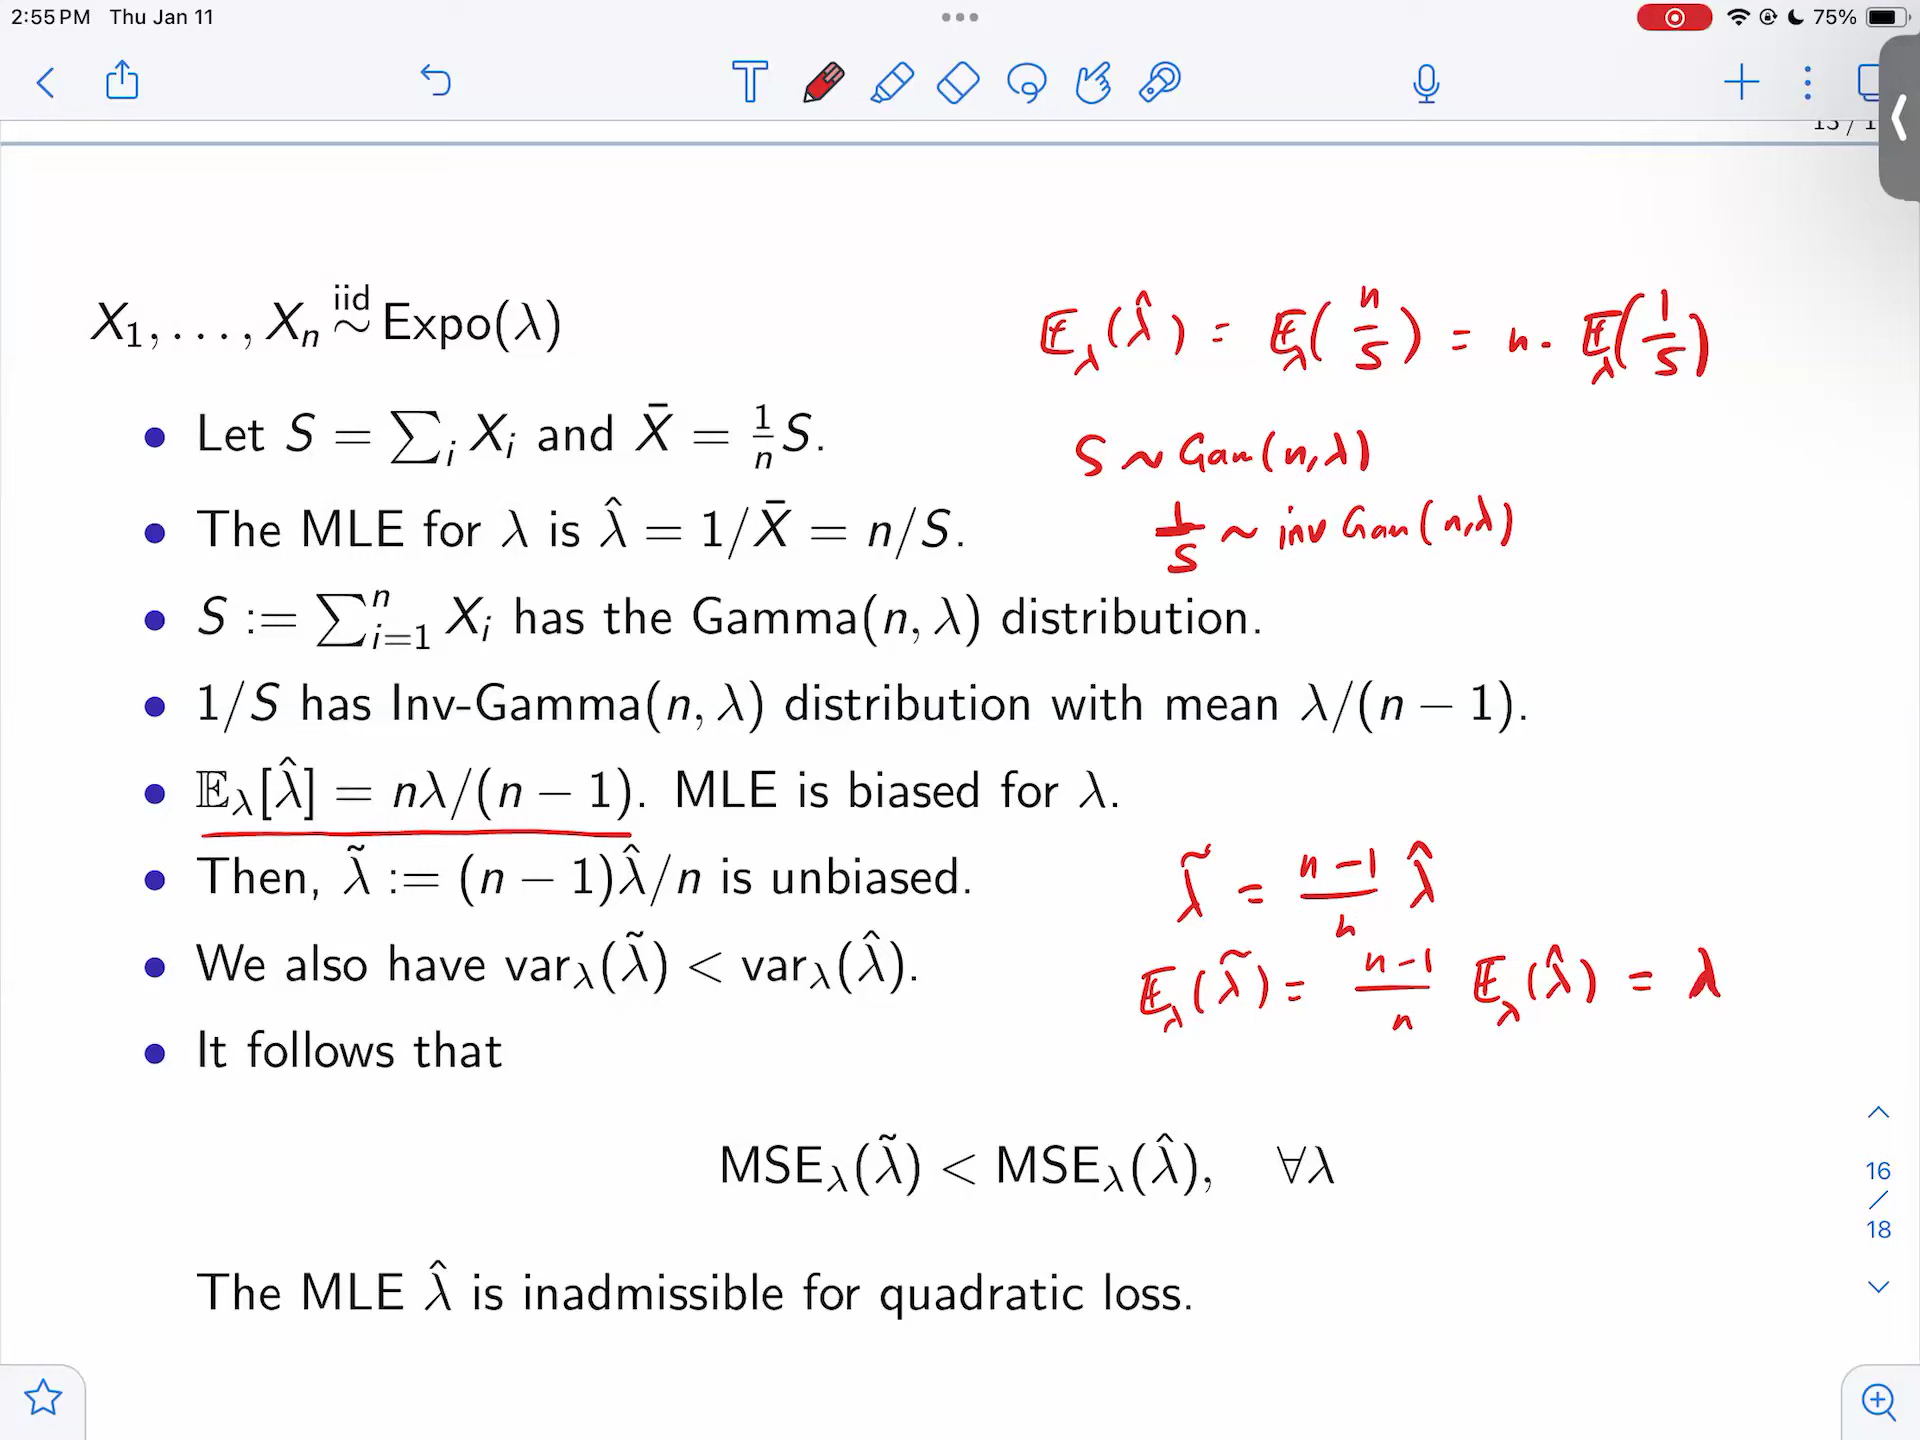 2:55 PM Thu Jan 11
75%
X₁, . . . , Xₙ iid ∼ Expo(λ)
𝔼_λ(λ̂) = 𝔼_λ(n/S) = n · 𝔼_λ(1/S)
• Let S = ∑ᵢ Xᵢ and X̄ = 1/n S.
S ~ Gam(n,λ)
• The MLE for λ is λ̂ = 1/X̄ = n/S.
1/S ~ inv Gam(n,λ)
• S := ∑ⁿᵢ₌₁ Xᵢ has the Gamma(n, λ) distribution.
• 1/S has Inv-Gamma(n, λ) distribution with mean λ/(n − 1).
• 𝔼_λ[λ̂] = nλ/(n − 1). MLE is biased for λ.
• Then, λ̃ := (n − 1)λ̂/n is unbiased.
λ̃ = (n-1)/n λ̂
• We also have var_λ(λ̃) < var_λ(λ̂).
𝔼_λ(λ̃) = (n-1)/n 𝔼_λ(λ̂) = λ
• It follows that
MSE_λ(λ̃) < MSE_λ(λ̂), ∀λ
The MLE λ̂ is inadmissible for quadratic loss.
16
/
18